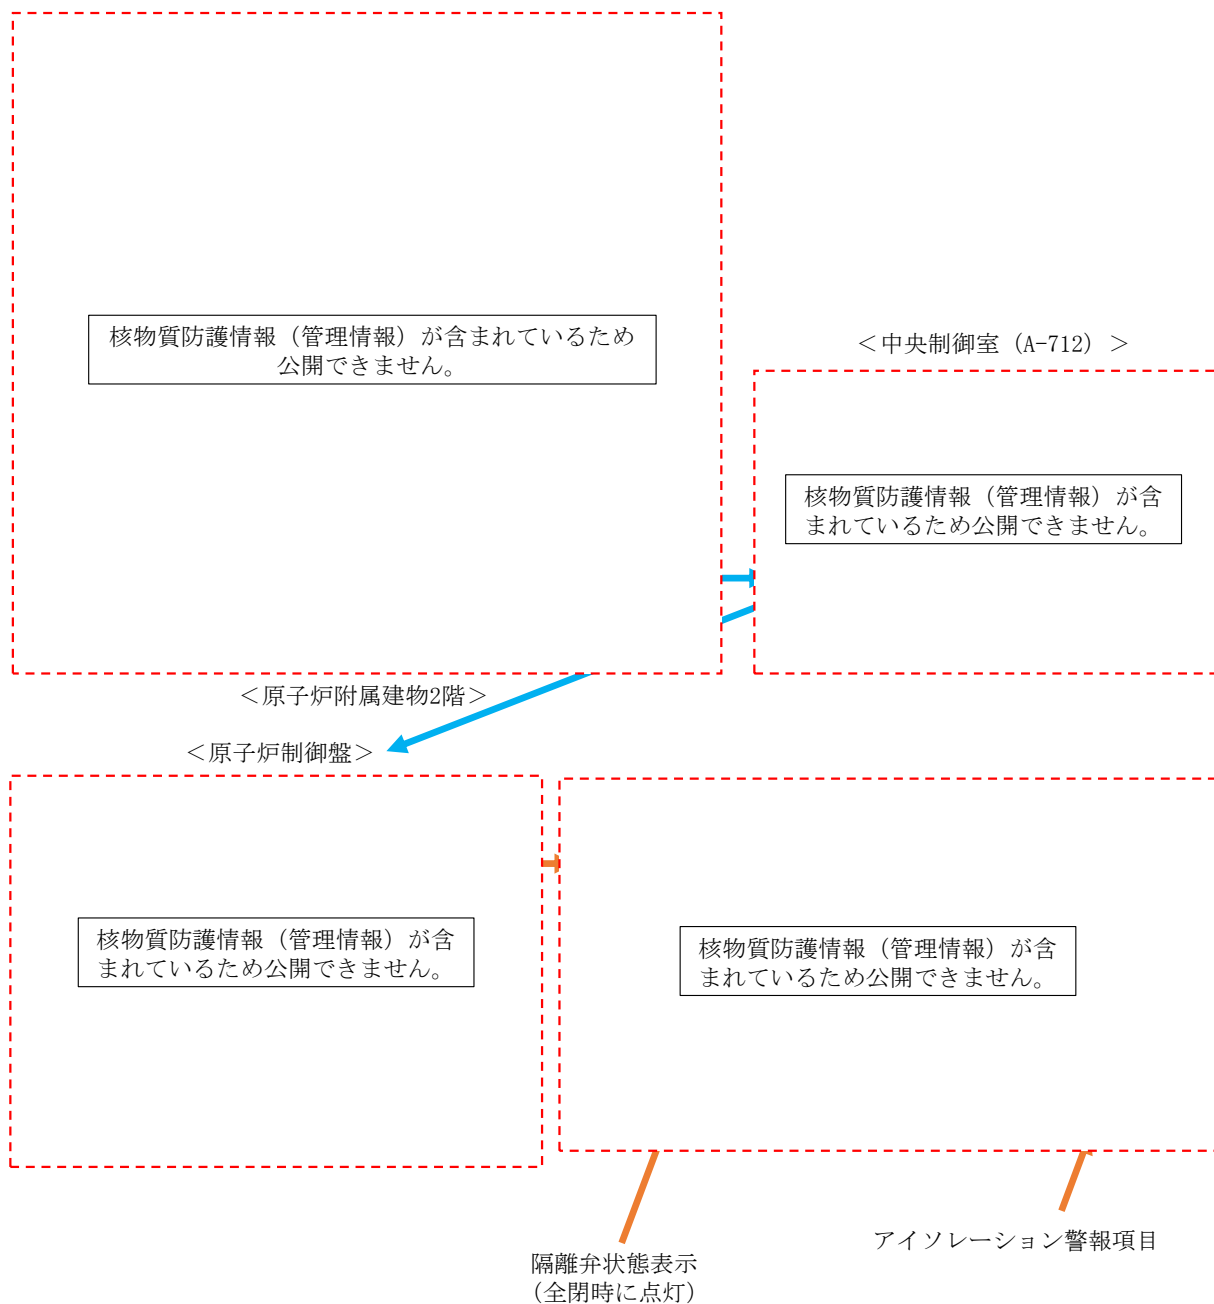 核物質防護情報（管理情報）が含まれているため
公開できません。
＜中央制御室（A-712）＞
核物質防護情報（管理情報）が含
まれているため公開できません。
＜原子炉附属建物2階＞
＜原子炉制御盤＞
核物質防護情報（管理情報）が含
まれているため公開できません。
核物質防護情報（管理情報）が含
まれているため公開できません。
隔離弁状態表示
（全閉時に点灯）
アイソレーション警報項目